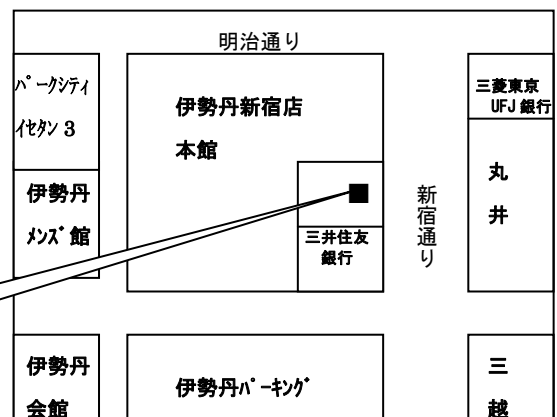 明治通り
パークシティ
イセタン 3
伊勢丹新宿店
本館
三菱東京
UFJ 銀行
丸
井
伊勢丹
メンズ館
新宿通り
三井住友
銀行
伊勢丹
会館
伊勢丹パーキング
三
越